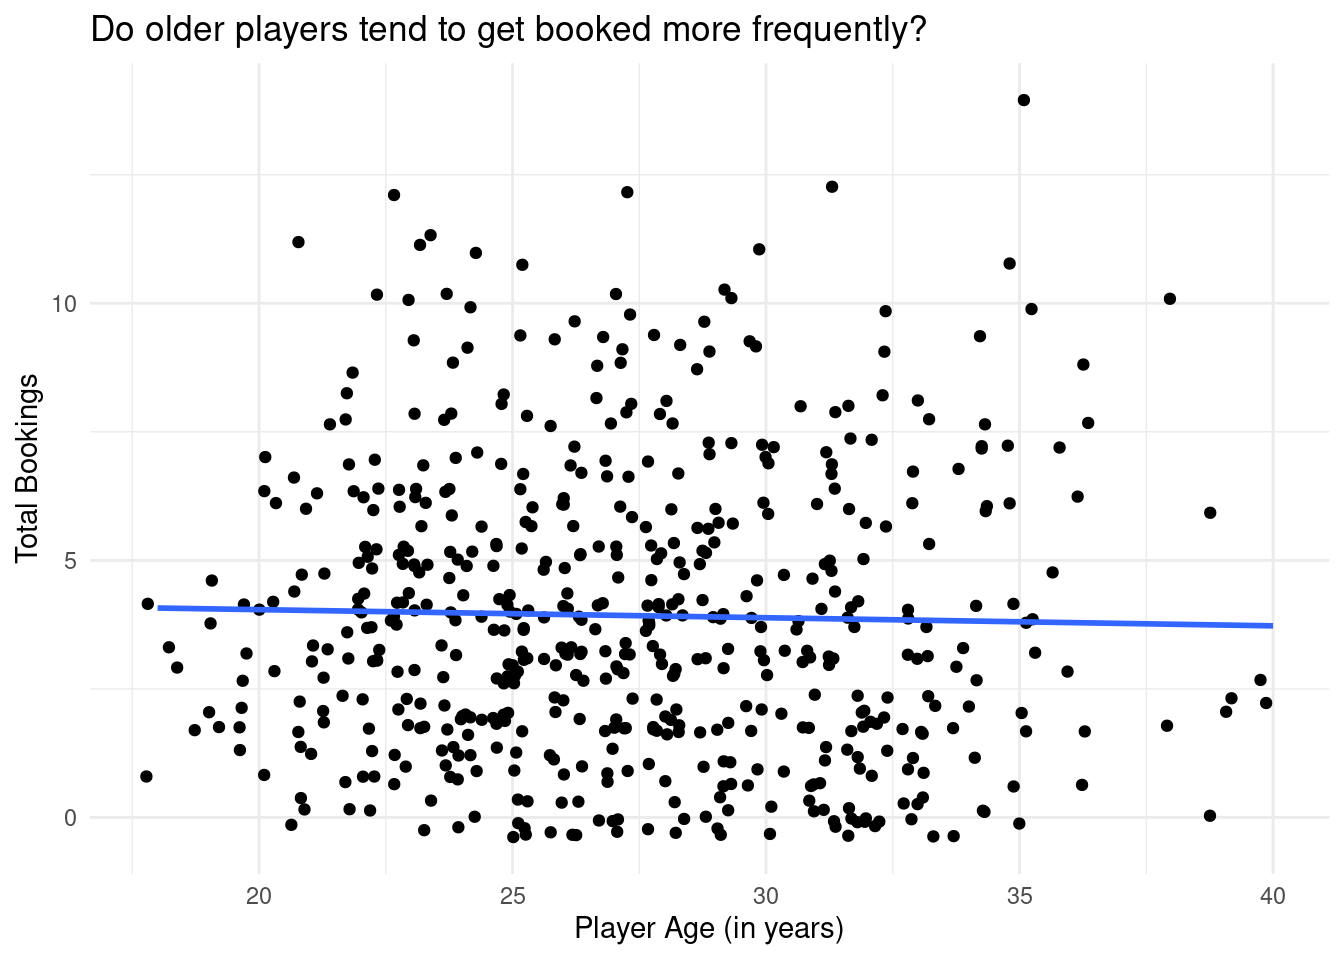 Do older players tend to get booked more frequently?
Total Bookings
10
5
0
20
25
30
35
40
Player Age (in years)